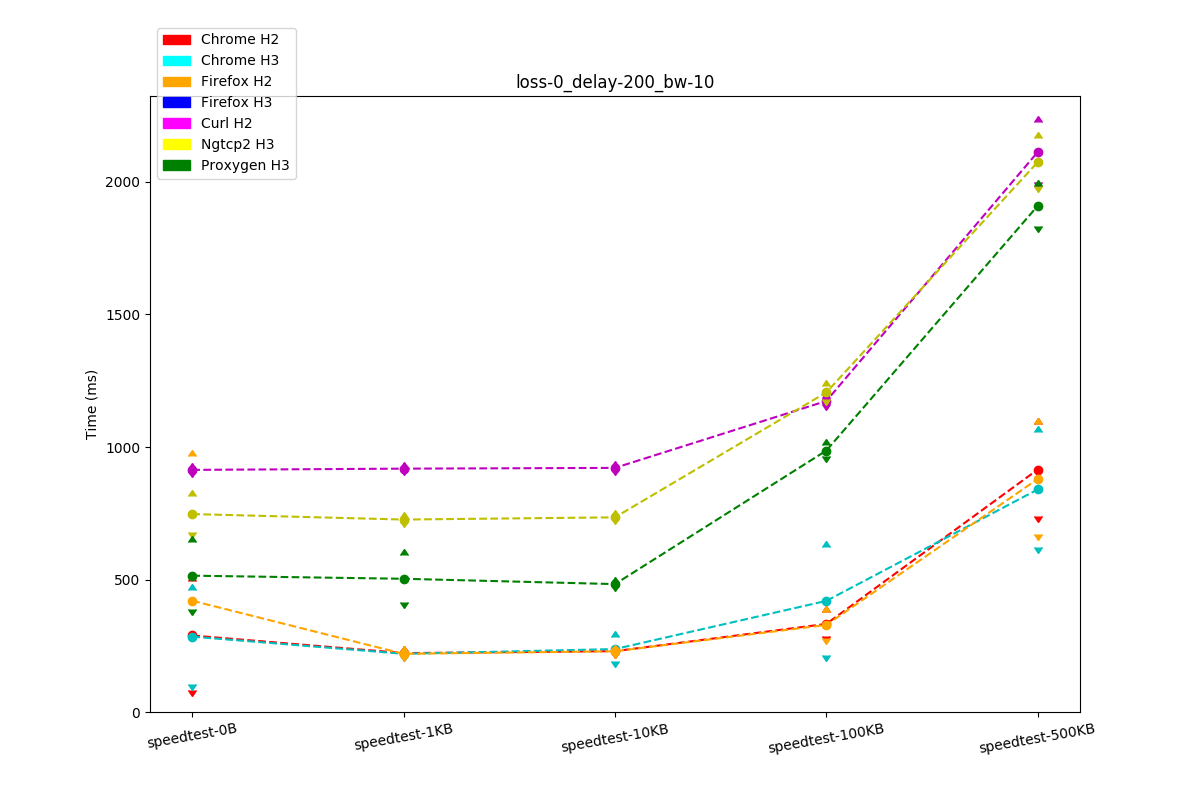 Chrome H2
Chrome H3
Firefox H2
Firefox H3
Curl H2
Ngtcp2 H3
Proxygen H3
loss-0_delay-200_bw-10
Time (ms)
2000
1500
1000
500
0
speedtest-0B
speedtest-1KB
speedtest-10KB
speedtest-100KB
speedtest-500KB